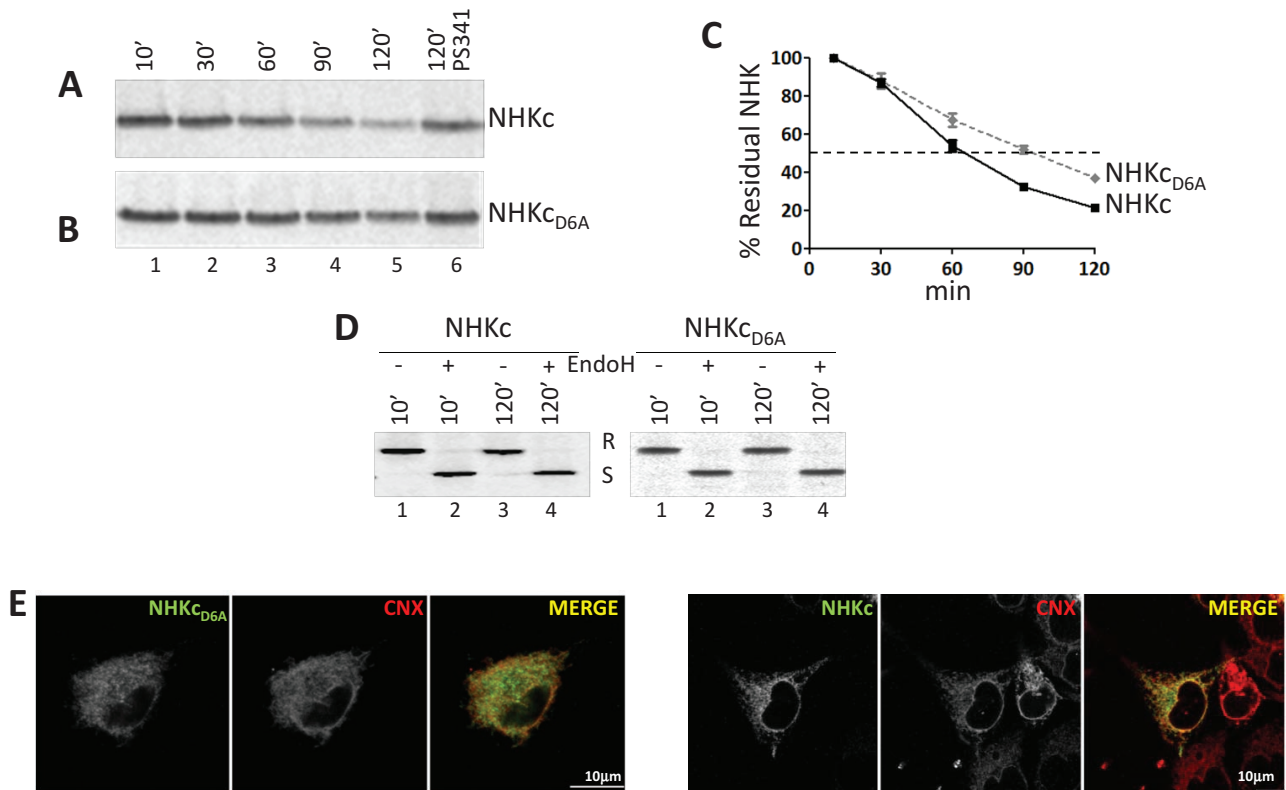 A
10' 30' 60' 90' 120' 120' PS341
NHKc
B
NHKcD6A
1 2 3 4 5 6
C
% Residual NHK
100
80
60
40
20
0
0 30 60 90 120
min
NHKcD6A
NHKc
D
NHKc NHKcD6A
- + - + EndoH - + - +
10' 10' 120' 120' 10' 10' 120' 120'
R
S
1 2 3 4 1 2 3 4
E
NHKcD6A CNX MERGE NHKc CNX MERGE
10µm 10µm